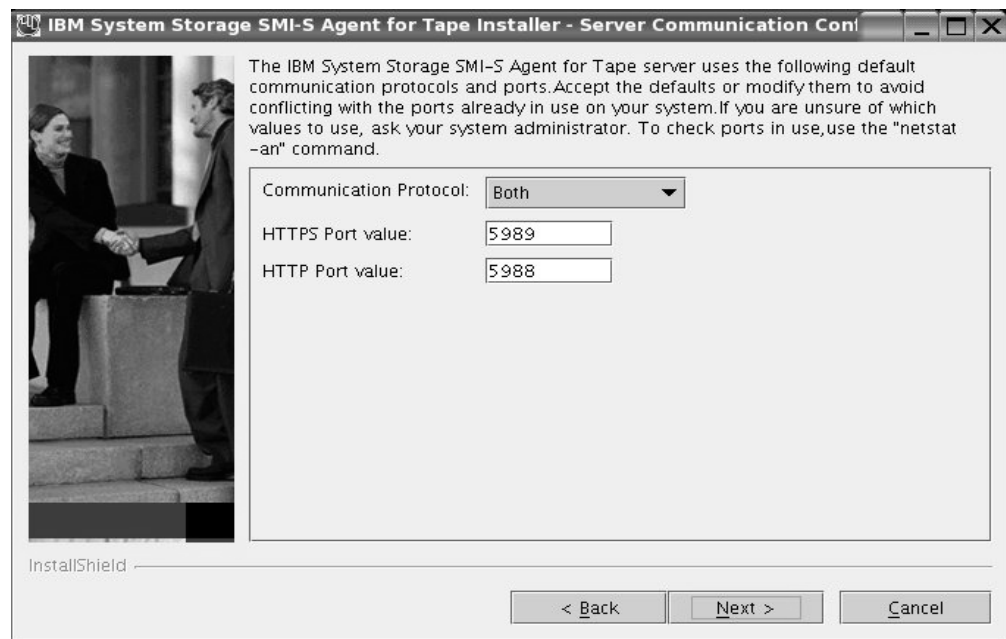 IBM System Storage SMI-S Agent for Tape Installer - Server Communication Con
The IBM System Storage SMI-S Agent for Tape server uses the following default
communication protocols and ports.Accept the defaults or modify them to avoid
conflicting with the ports already in use on your system.If you are unsure of which
values to use, ask your system administrator. To check ports in use,use the "netstat
-an" command.
Communication Protocol: Both
HTTPS Port value: 5989
HTTP Port value: 5988
InstallShield
< Back Next > Cancel